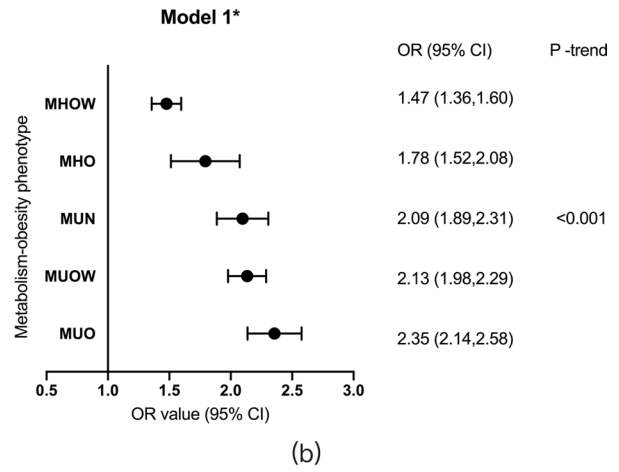 Model 1*
OR (95% CI) P -trend
MHOW 1.47 (1.36,1.60)
MHO 1.78 (1.52,2.08)
MUN 2.09 (1.89,2.31) <0.001
MUOW 2.13 (1.98,2.29)
MUO 2.35 (2.14,2.58)
Metabolism-obesity phenotype
0.5 1.0 1.5 2.0 2.5 3.0
OR value (95% CI)
(b)